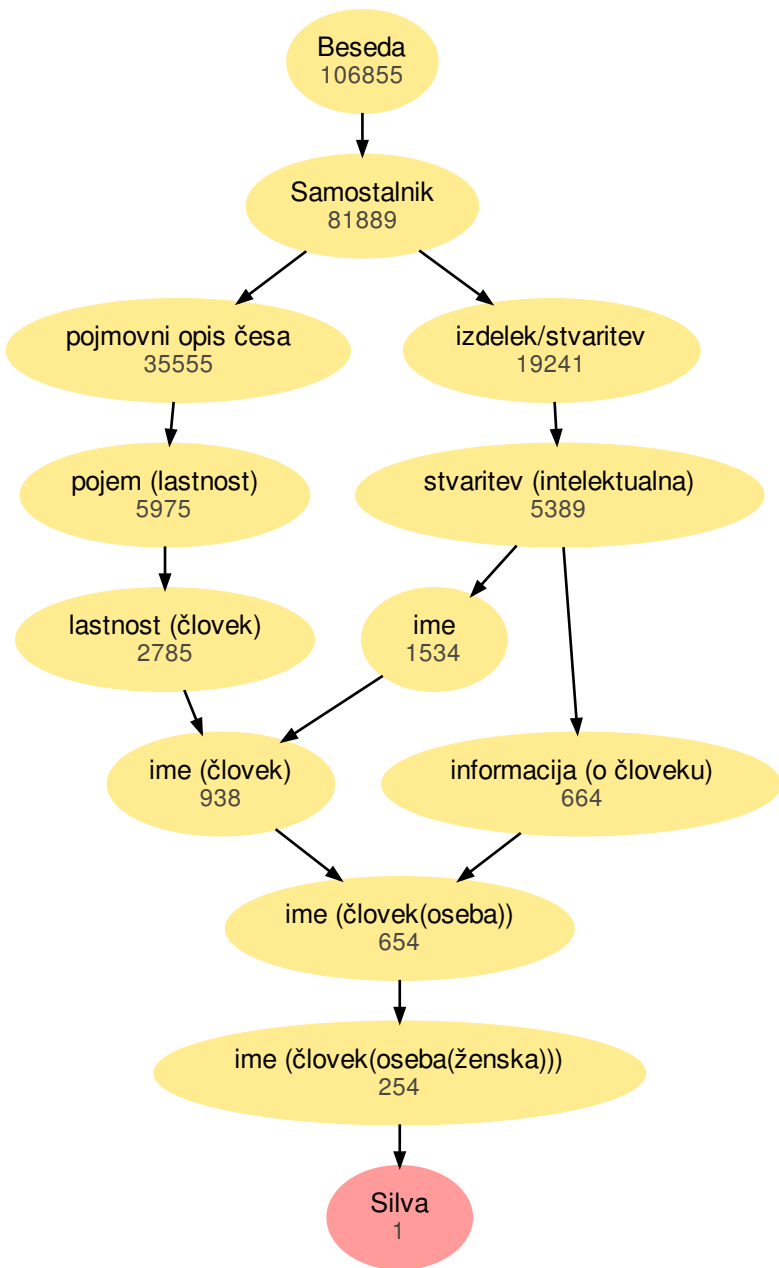 Beseda
106855
Samostalnik
81889
pojmovni opis česa
35555
izdelek/stvaritev
19241
pojem (lastnost)
5975
stvaritev (intelektualna)
5389
lastnost (človek)
2785
ime
1534
ime (človek)
938
informacija (o človeku)
664
ime (človek(oseba))
654
ime (človek(oseba(ženska)))
254
Silva
1